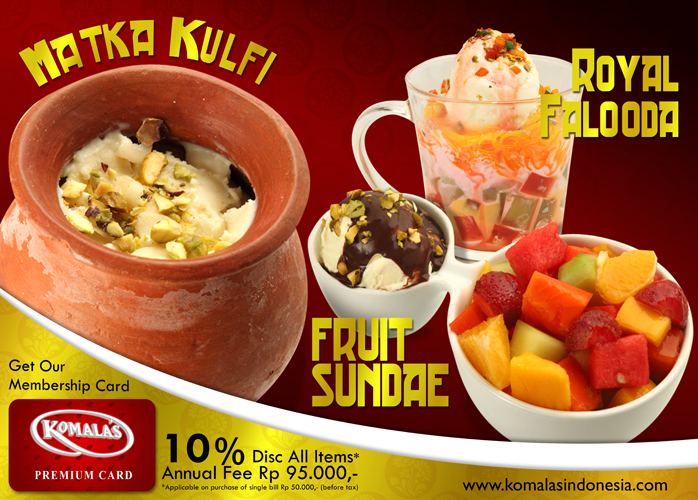 MATKA KULFI
ROYAL
FALOODA
FRUIT
SUNDAE
Get Our
Membership Card
KOMALA'S
PREMIUM CARD
10% Disc All Items*
Annual Fee Rp 95.000,-
*Applicable on purchase of single bill Rp 50.000,- (before tax)
www.komalasindonesia.com